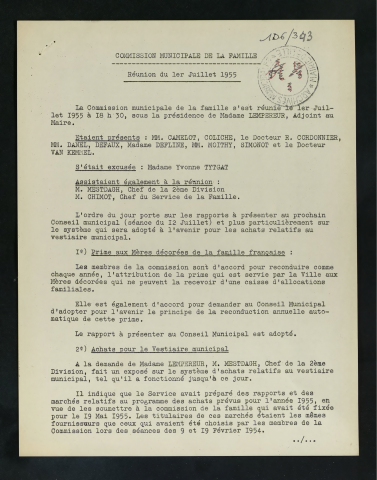 1D6/343
COMMISSION MUNICIPALE DE LA FAMILLE
Réunion du 1er Juillet 1955
La Commission municipale de la famille s'est réunie le 1er Juil-
let 1955 à 18 h 30, sous la présidence de Madame LEMPEREUR, Adjoint au
Maire.
Etaient présents : MM. CAMELOT, COLICHE, le Docteur R. CORDONNIER,
MM. DANEL, DEFAUX, Madame DEFLINE, MM. MOITHY, SIMONOT et le Docteur
VAN KEMMEL.
S'était excusée : Madame Yvonne TYTGAT
Assistaient également à la réunion :
M. MESTDAGH, Chef de la 2ème Division
M. CHIMOT, Chef du Service de la Famille.
L'ordre du jour porte sur les rapports à présenter au prochain
Conseil municipal (séance du 12 Juillet) et plus particulièrement sur
le système qui sera adopté à l'avenir pour les achats relatifs au
vestiaire municipal.
1°) Prime aux Mères décorées de la famille française :
Les membres de la commission sont d'accord pour reconduire comme
chaque année, l'attribution de la prime qui est servie par la Ville aux
Mères décorées qui ne peuvent la recevoir d'une caisse d'allocations
familiales.
Elle est également d'accord pour demander au Conseil Municipal
d'adopter pour l'avenir le principe de la reconduction annuelle auto-
matique de cette prime.
Le rapport à présenter au Conseil Municipal est adopté.
2°) Achats pour le Vestiaire municipal
A la demande de Madame LEMPEREUR, M. MESTDAGH, Chef de la 2ème
Division, fait un exposé sur le système d'achats relatif au vestiaire
municipal, tel qu'il a fonctionné jusqu'à ce jour.
Il indique que le Service avait préparé des rapports et des
marchés relatifs au programme des achats prévus pour l'année 1955, en
vue de les soumettre à la commission de la famille qui avait été fixée
pour le 19 Mai 1955. Les titulaires de ces marchés étaient les mêmes
fournisseurs que ceux qui avaient été choisis par les membres de la
Commission lors des séances des 9 et 19 Février 1954.
../...